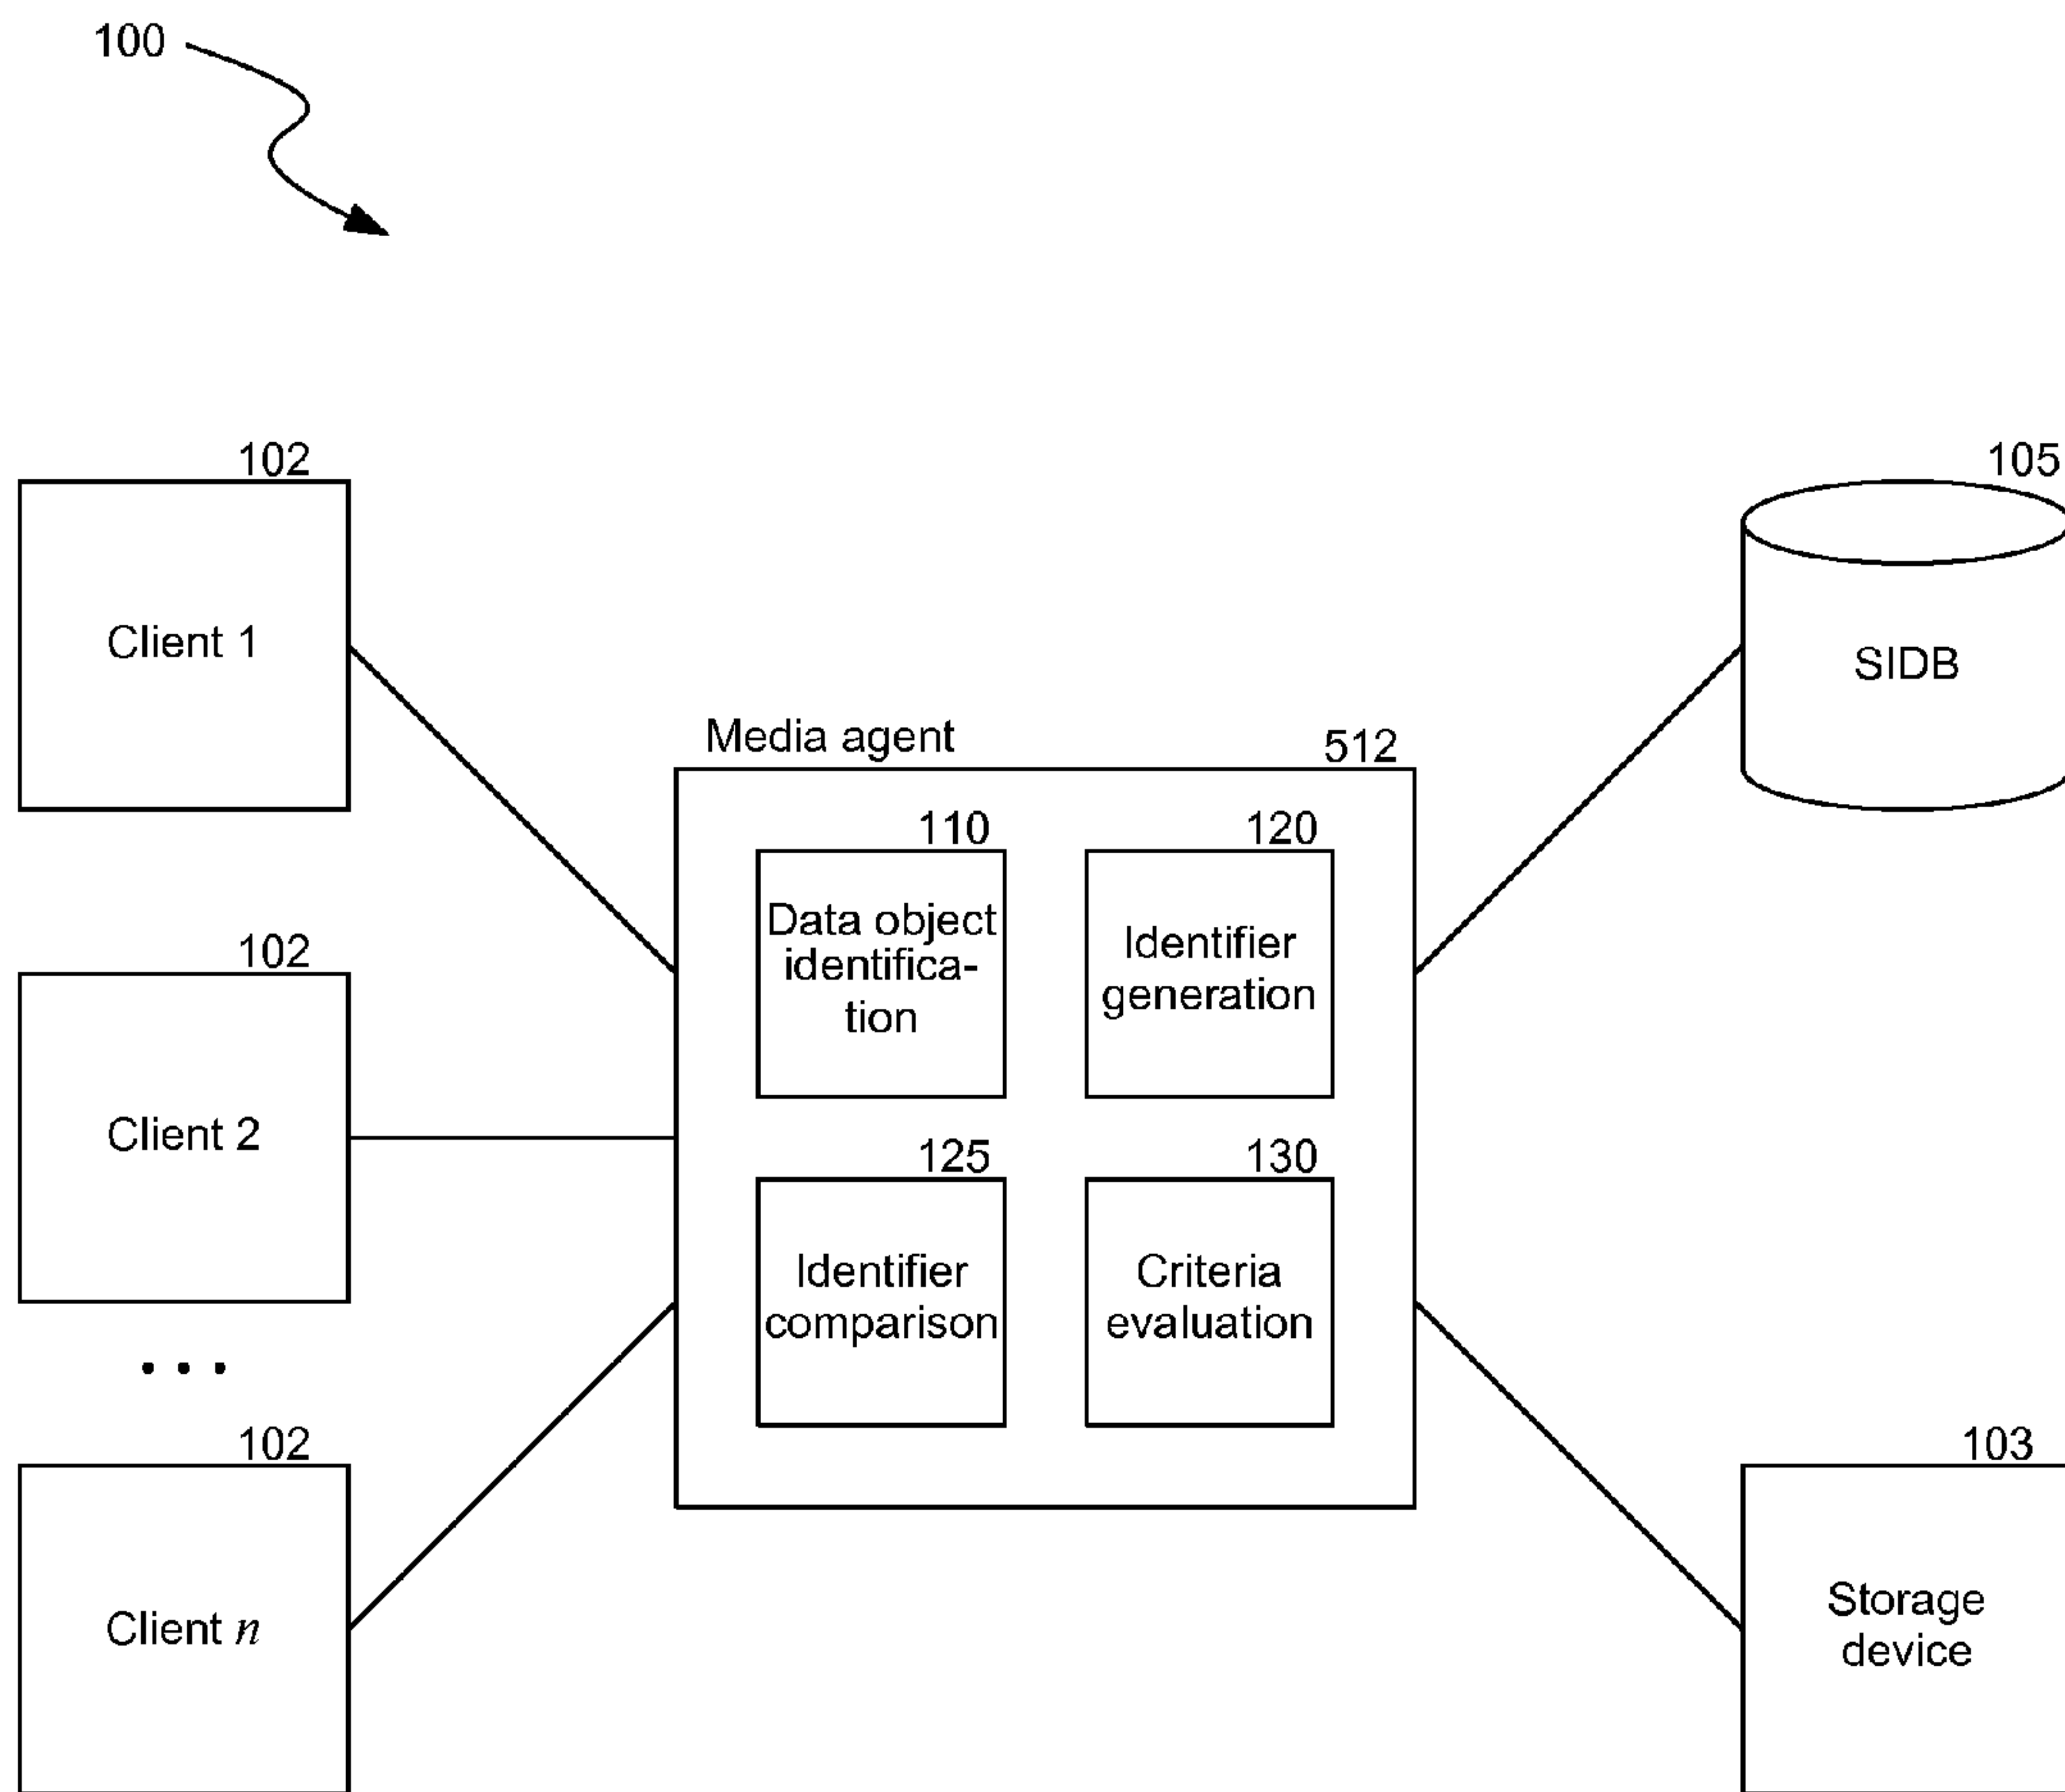 100
102
Client 1
102
Client 2
...
102
Client n
Media agent
512
110
Data object
identifica-
tion
120
Identifier
generation
125
Identifier
comparison
130
Criteria
evaluation
105
SIDB
103
Storage
device